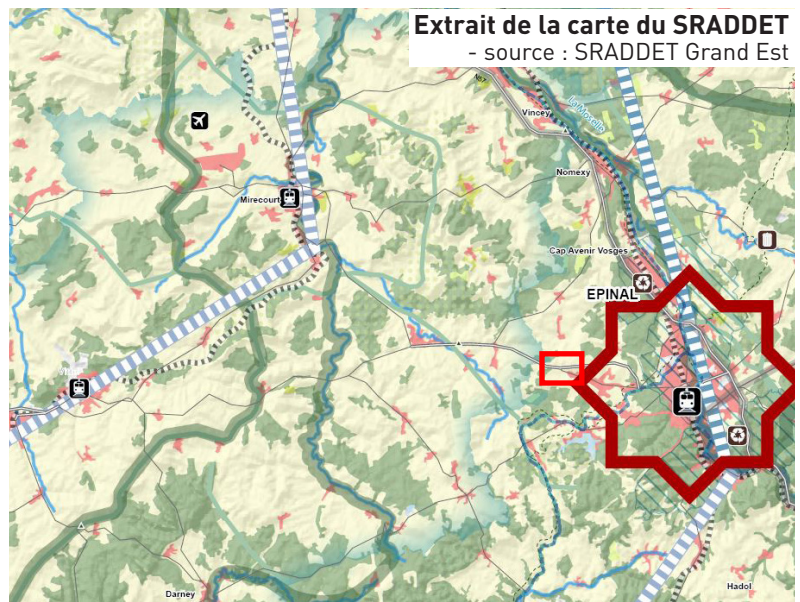 Extrait de la carte du SRADDET
- source : SRADDET Grand Est
Vincey
La Moselle
Nomexy
Mirecourt
Cap Avenir Vosges
EPINAL
Darney
Hadol